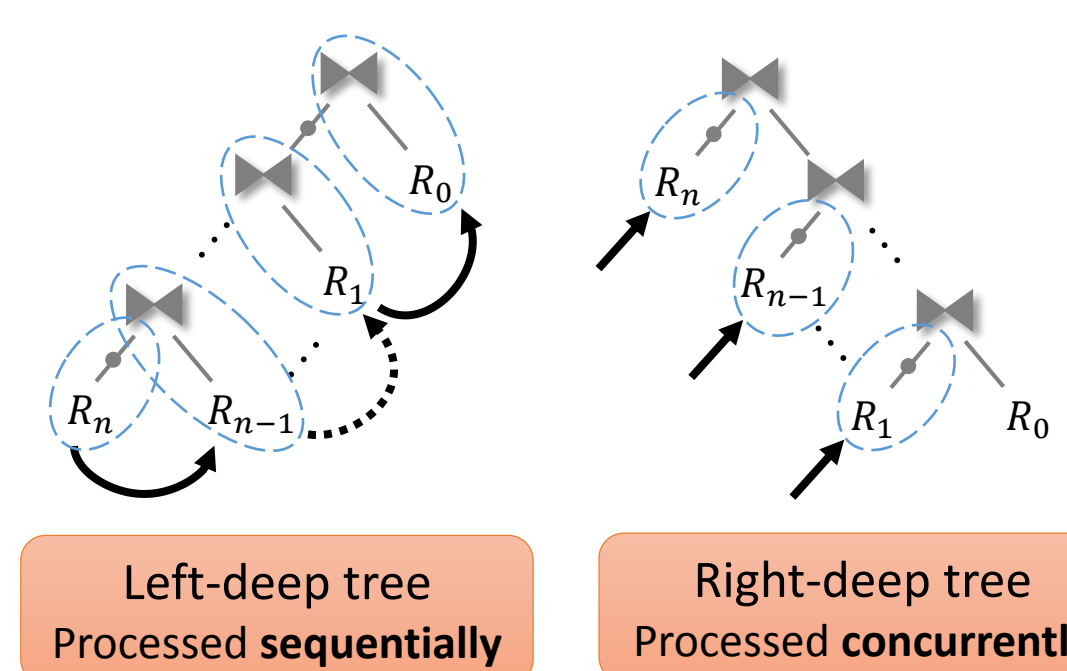 R₀
R₁
Rₙ
Rₙ₋₁
Rₙ
Rₙ₋₁
R₁
R₀
Left-deep tree
Processed sequentially
Right-deep tree
Processed concurrentl